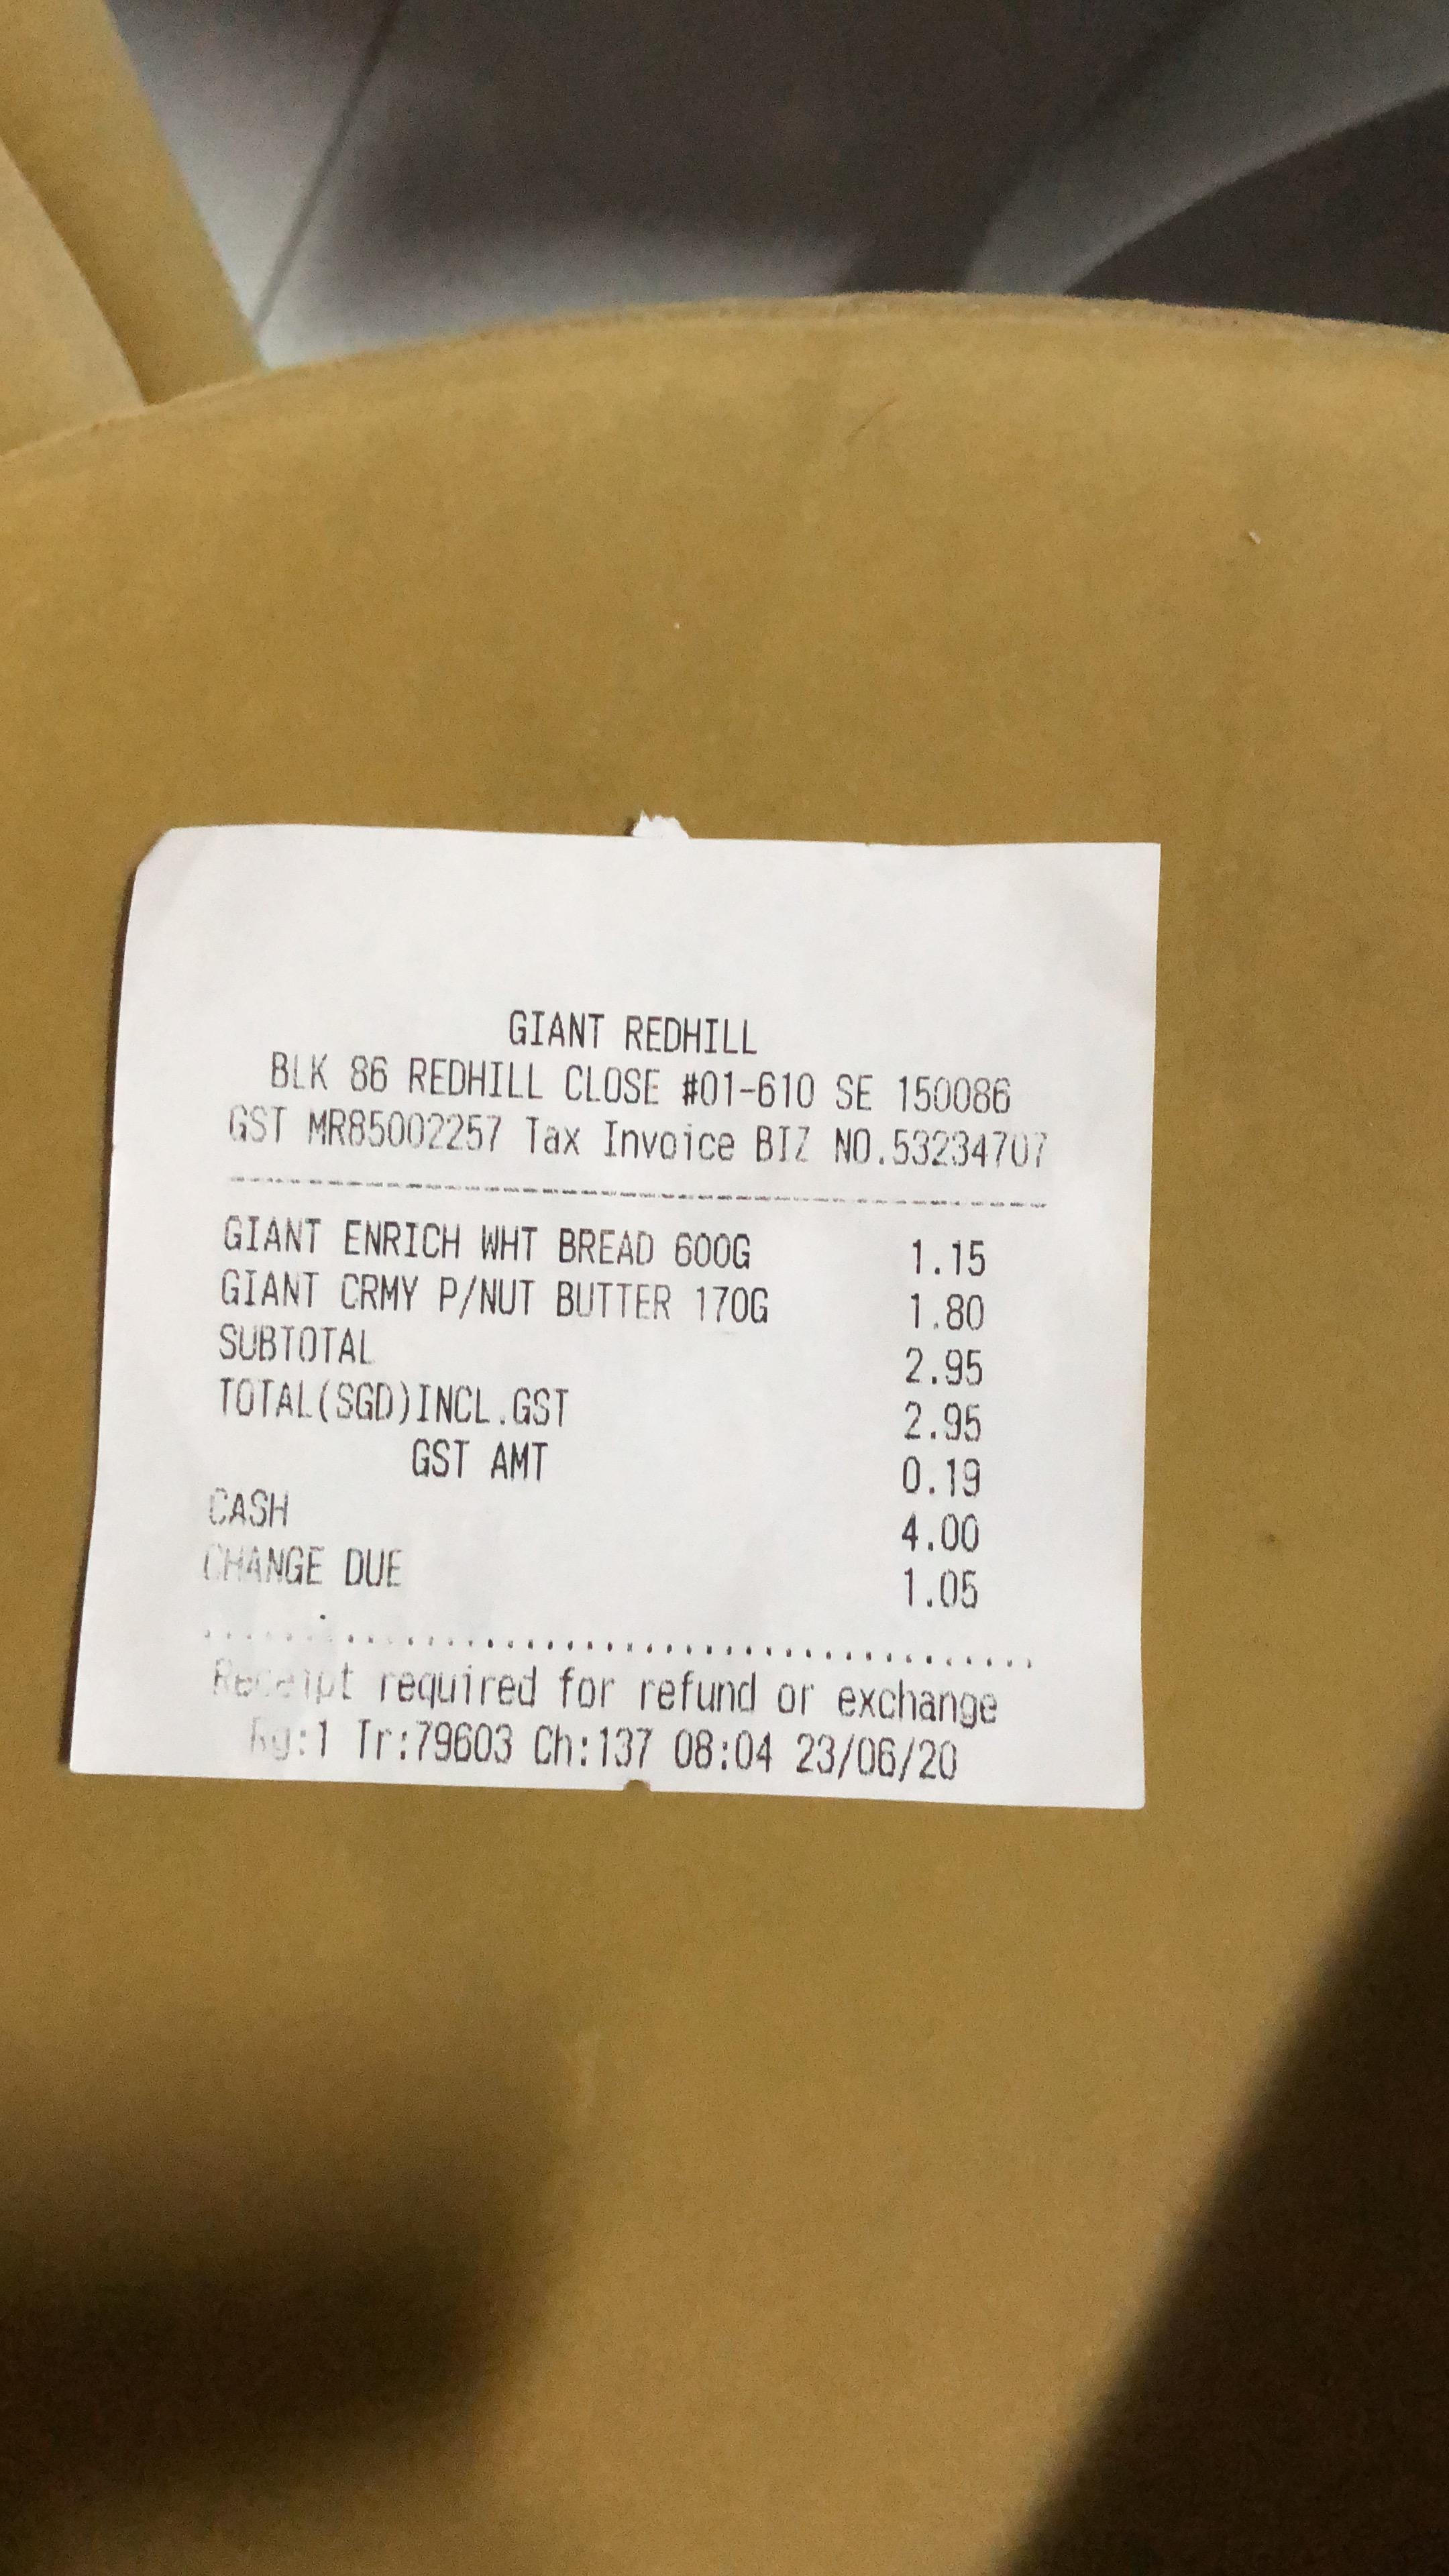 GIANT REDHILL
BLK 86 REDHILL CLOSE #01-610 SE 150086
GST MR85002257 Tax Invoice BIZ NO.53234707
GIANT ENRICH WHT BREAD 600G 1.15
GIANT CRMY P/NUT BUTTER 170G 1.80
SUBTOTAL 2.95
TOTAL(SGD)INCL.GST 2.95
GST AMT 0.19
CASH 4.00
CHANGE DUE 1.05
Receipt required for refund or exchange
Rg:1 Tr:79603 Ch:137 08:04 23/06/20